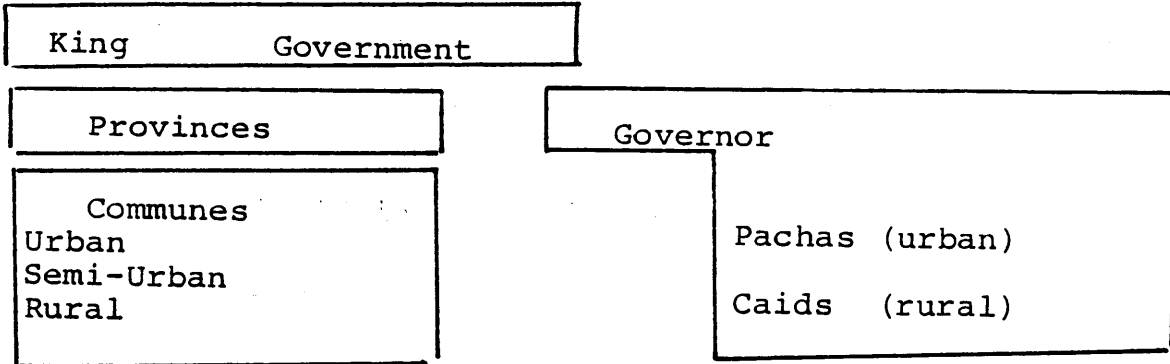 King Government
Provinces
Communes
Urban
Semi-Urban
Rural
Governor
Pachas (urban)
Caids (rural)